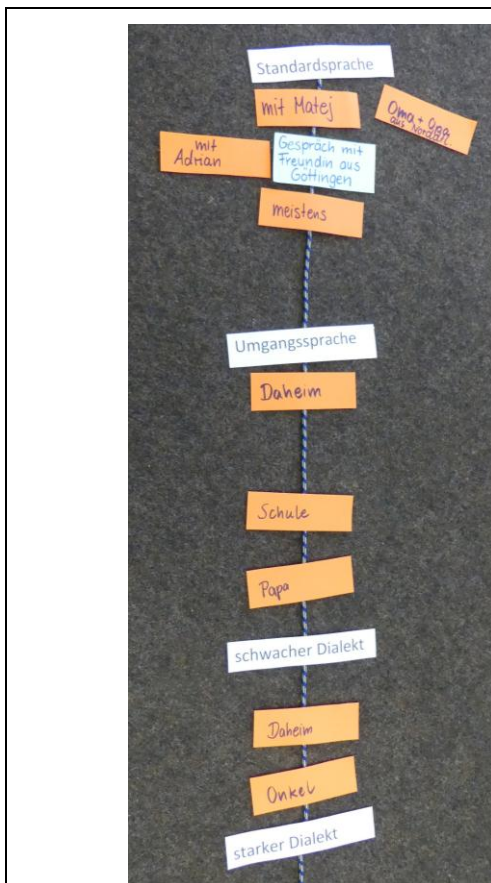 Standardsprache
mit Matej
Oma + Opa
aus
mit
Adrian
Gespräch mit
Freundin aus
Göttingen
meistens
Umgangssprache
Daheim
Schule
Papa
schwacher Dialekt
Daheim
Onkel
starker Dialekt